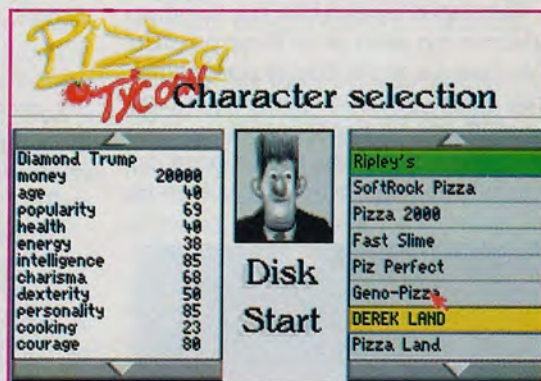 Pizza
TYCOON
Character selection
Diamond Trump
money 20000
age 40
popularity 69
health 40
energy 38
intelligence 85
charisma 68
dexterity 50
personality 85
cooking 23
courage 80
Disk
Start
Ripley's
SoftRock Pizza
Pizza 2000
Fast Slime
Piz Perfect
Geno-Pizza
DEREK LAND
Pizza Land